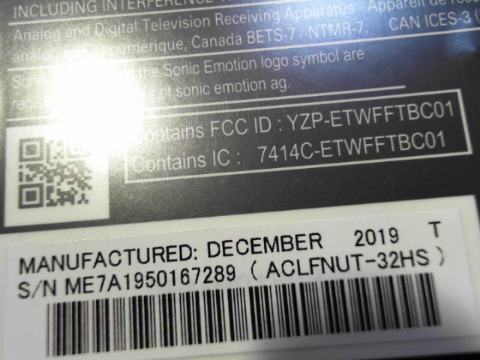 INCLUDING INTERFERENCE
Analog and Digital Television Receiving Apparatus - Appareil de
numérique, Canada BETS-7 / NTMR-7. CAN ICES-3
and the Sonic Emotion logo symbol are
of sonic emotion ag.
Contains FCC ID : YZP-ETWFFTBC01
Contains IC : 7414C-ETWFFTBC01
MANUFACTURED: DECEMBER 2019 T
S/N ME7A1950167289 ( ACLFNUT-32HS )